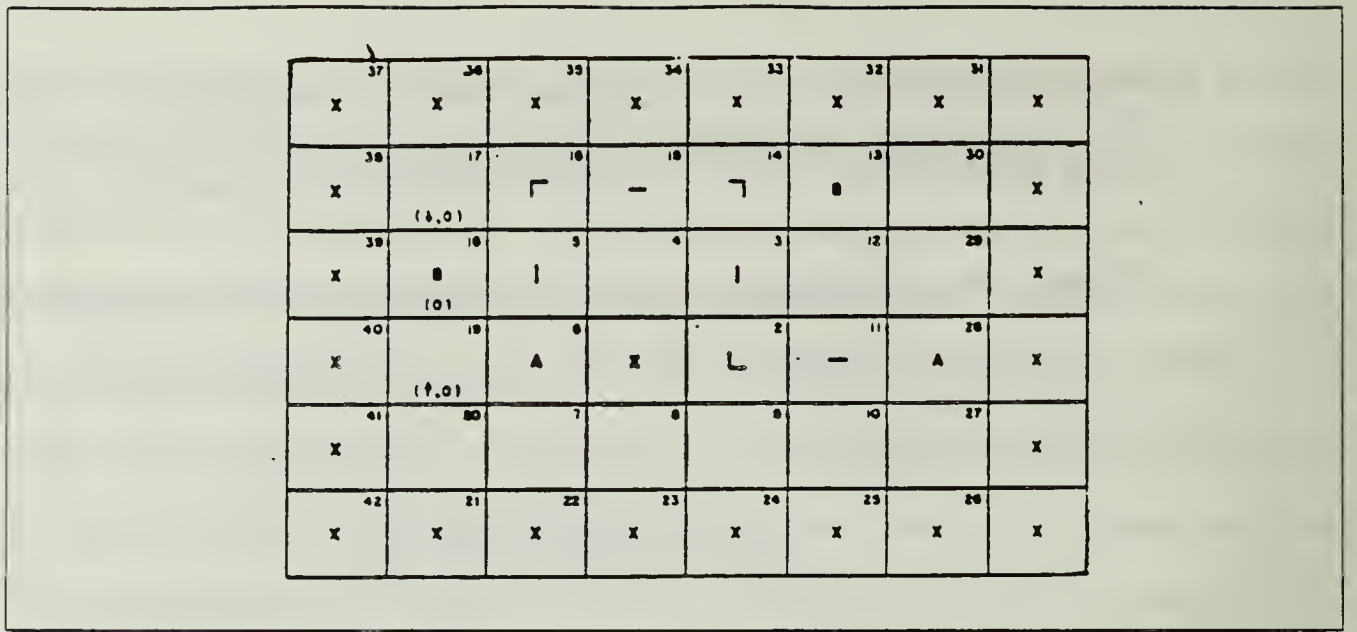 37 36 35 34 33 32 31
X X X X X X X X
38 17 16 15 14 13 30
X ┌ — ┐ B X
(↓,0)
39 18 5 4 3 12 29
X B | | X
(0)
40 19 6 2 11 28
X A X L — A X
(↑,0)
41 20 7 8 9 10 27
X X
42 21 22 23 24 25 26
X X X X X X X X